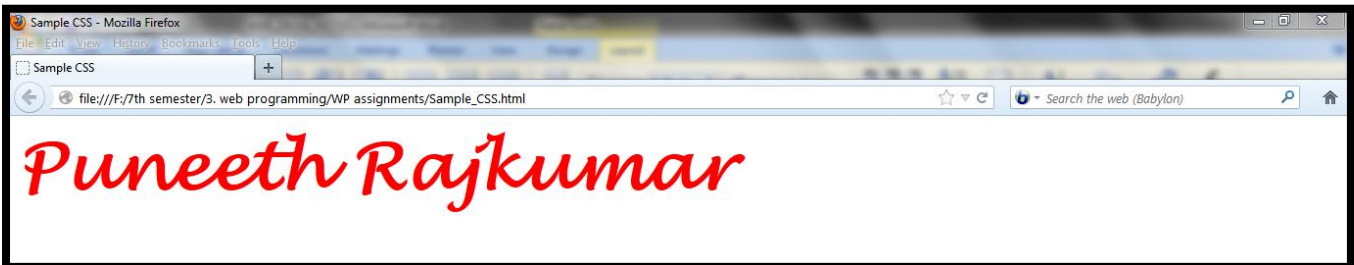 Sample CSS - Mozilla Firefox
File Edit View History Bookmarks Tools Help
Sample CSS +
file:///F:/7th semester/3. web programming/WP assignments/Sample_CSS.html Search the web (Babylon)
Puneeth Rajkumar